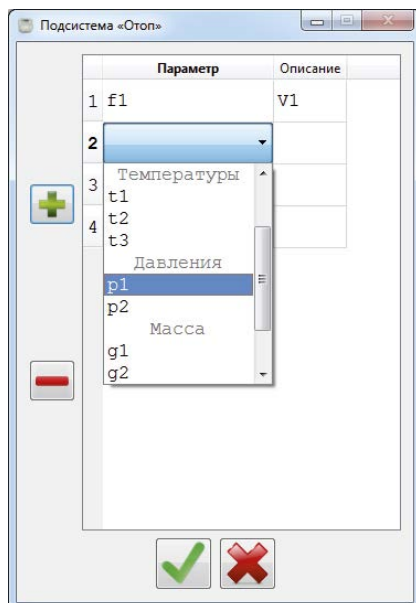 Подсистема «Отоп»
Параметр Описание
1 f1 V1
2
Температуры
3 t1
t2
4 t3
Давления
p1
p2
Масса
g1
g2